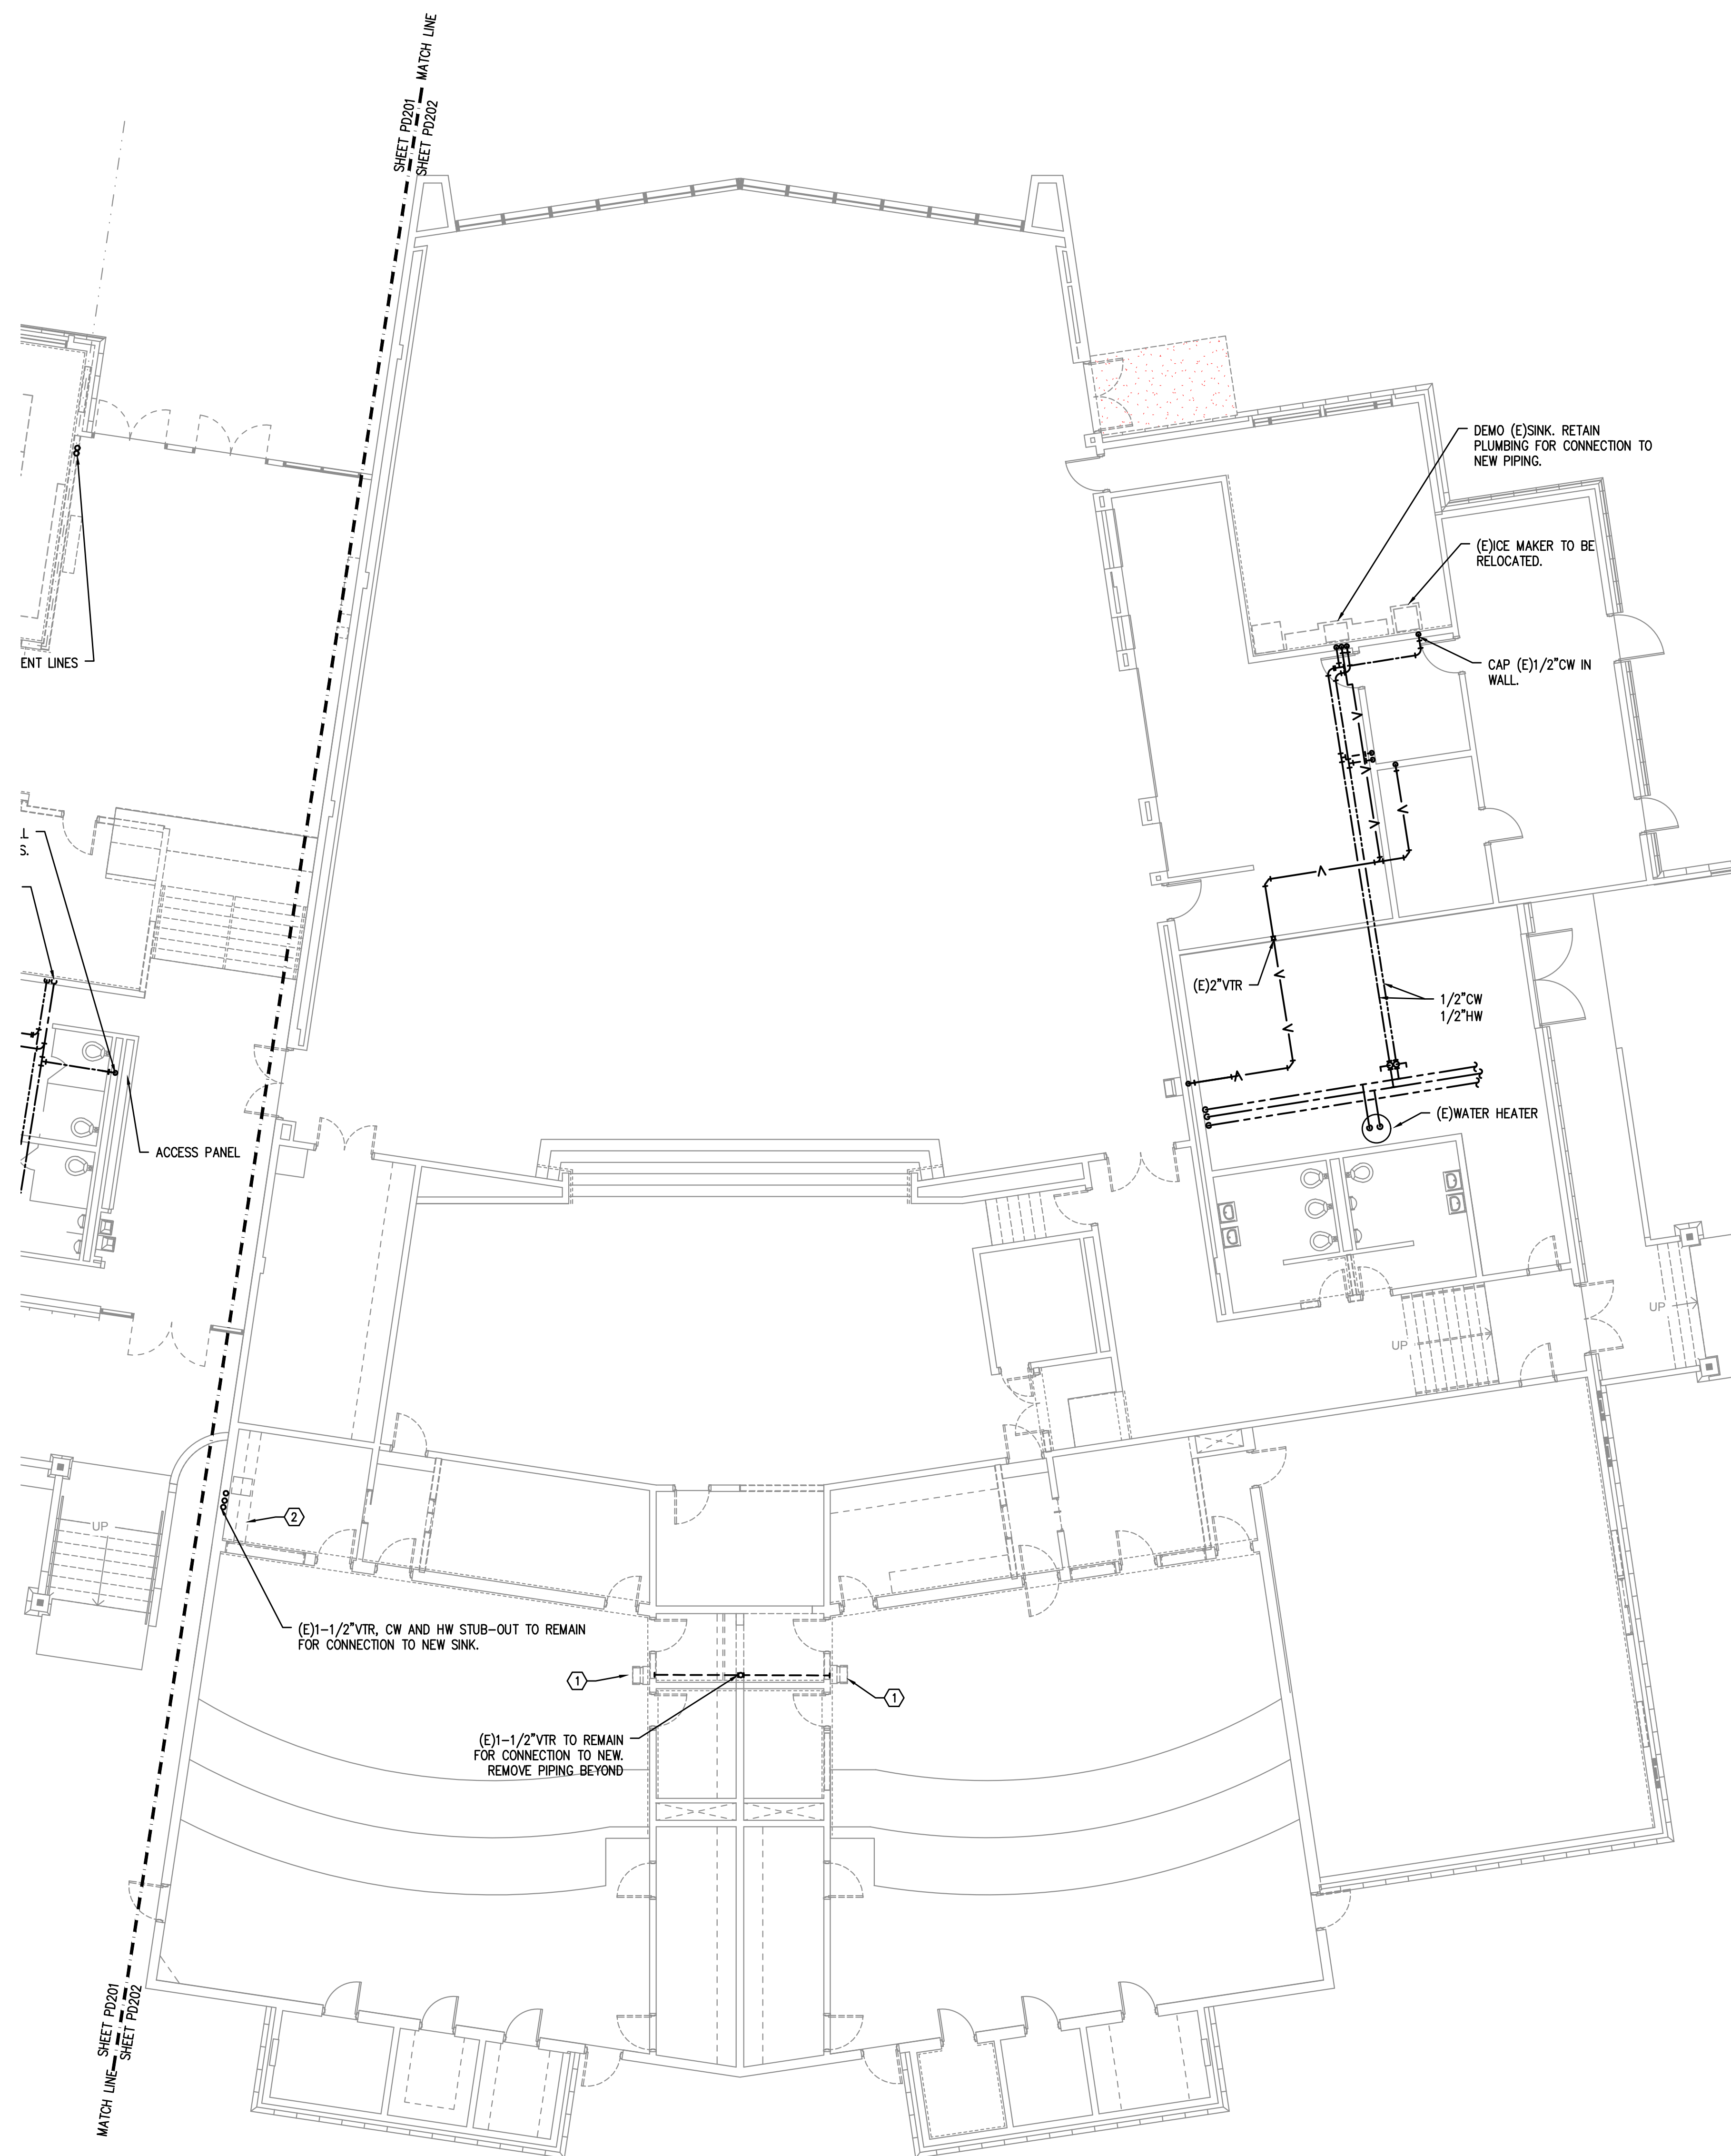 MATCH LINE
SHEET PD201
SHEET PD202
DEMO (E)SINK. RETAIN
PLUMBING FOR CONNECTION TO
NEW PIPING.
(E)ICE MAKER TO BE
RELOCATED.
ENT LINES
CAP (E)1/2"CW IN
WALL.
L
S.
(E)2"VTR
1/2"CW
1/2"HW
(E)WATER HEATER
ACCESS PANEL
UP
UP
UP
2
(E)1-1/2"VTR, CW AND HW STUB-OUT TO REMAIN
FOR CONNECTION TO NEW SINK.
1
1
(E)1-1/2"VTR TO REMAIN
FOR CONNECTION TO NEW.
REMOVE PIPING BEYOND
MATCH LINE
SHEET PD201
SHEET PD202